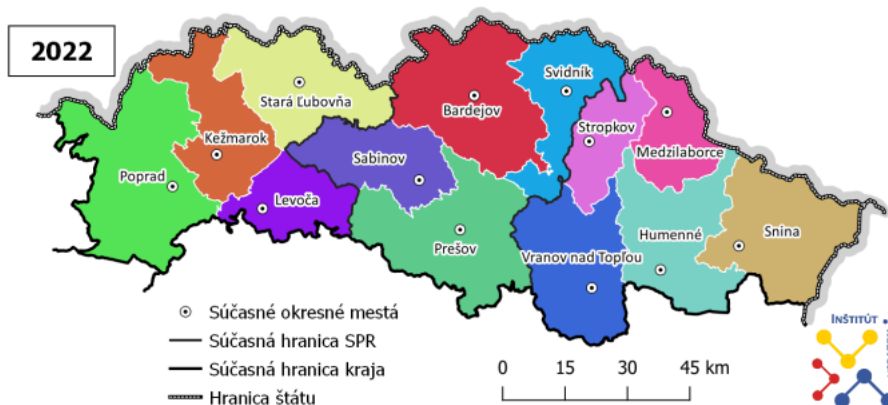 2022
Svidník
Stará Ľubovňa
Bardejov
Stropkov
Kežmarok
Medzilaborce
Sabinov
Poprad
Levoča
Prešov
Vranov nad Topľou
Humenné
Snina
Súčasné okresné mestá
Súčasná hranica SPR
Súčasná hranica kraja
Hranica štátu
0 15 30 45 km
INŠTITÚT